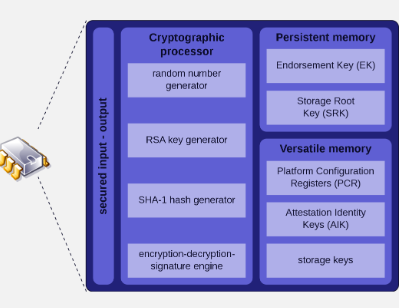 secured input - output
Cryptographic
processor
random number
generator
RSA key generator
SHA-1 hash generator
encryption-decryption-
signature engine
Persistent memory
Endorsement Key (EK)
Storage Root
Key (SRK)
Versatile memory
Platform Configuration
Registers (PCR)
Attestation Identity
Keys (AIK)
storage keys